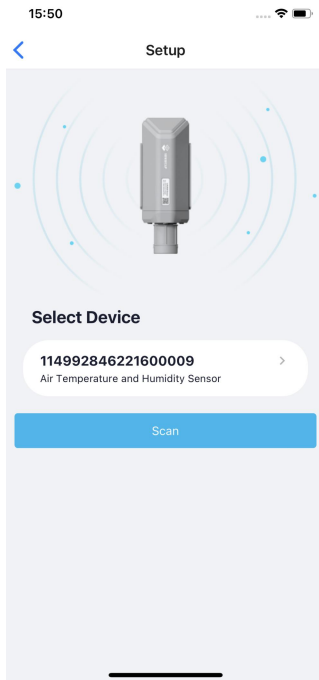 15:50
Setup
Select Device
114992846221600009
Air Temperature and Humidity Sensor
Scan